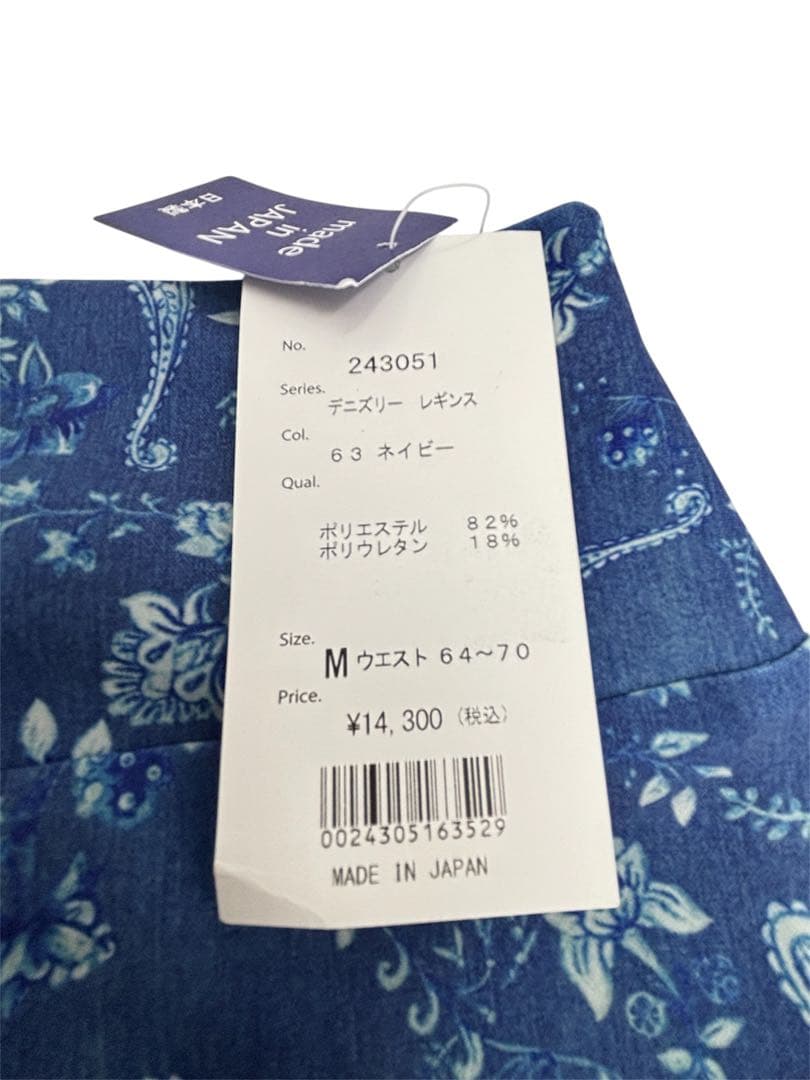 made
in
JAPAN
日本製
No.
243051
Series.
デニズリー レギンス
Col.
63 ネイビー
Qual.
ポリエステル 82%
ポリウレタン 18%
Size.
M ウエスト 64~70
Price.
¥14,300 (税込)
0024305163529
MADE IN JAPAN